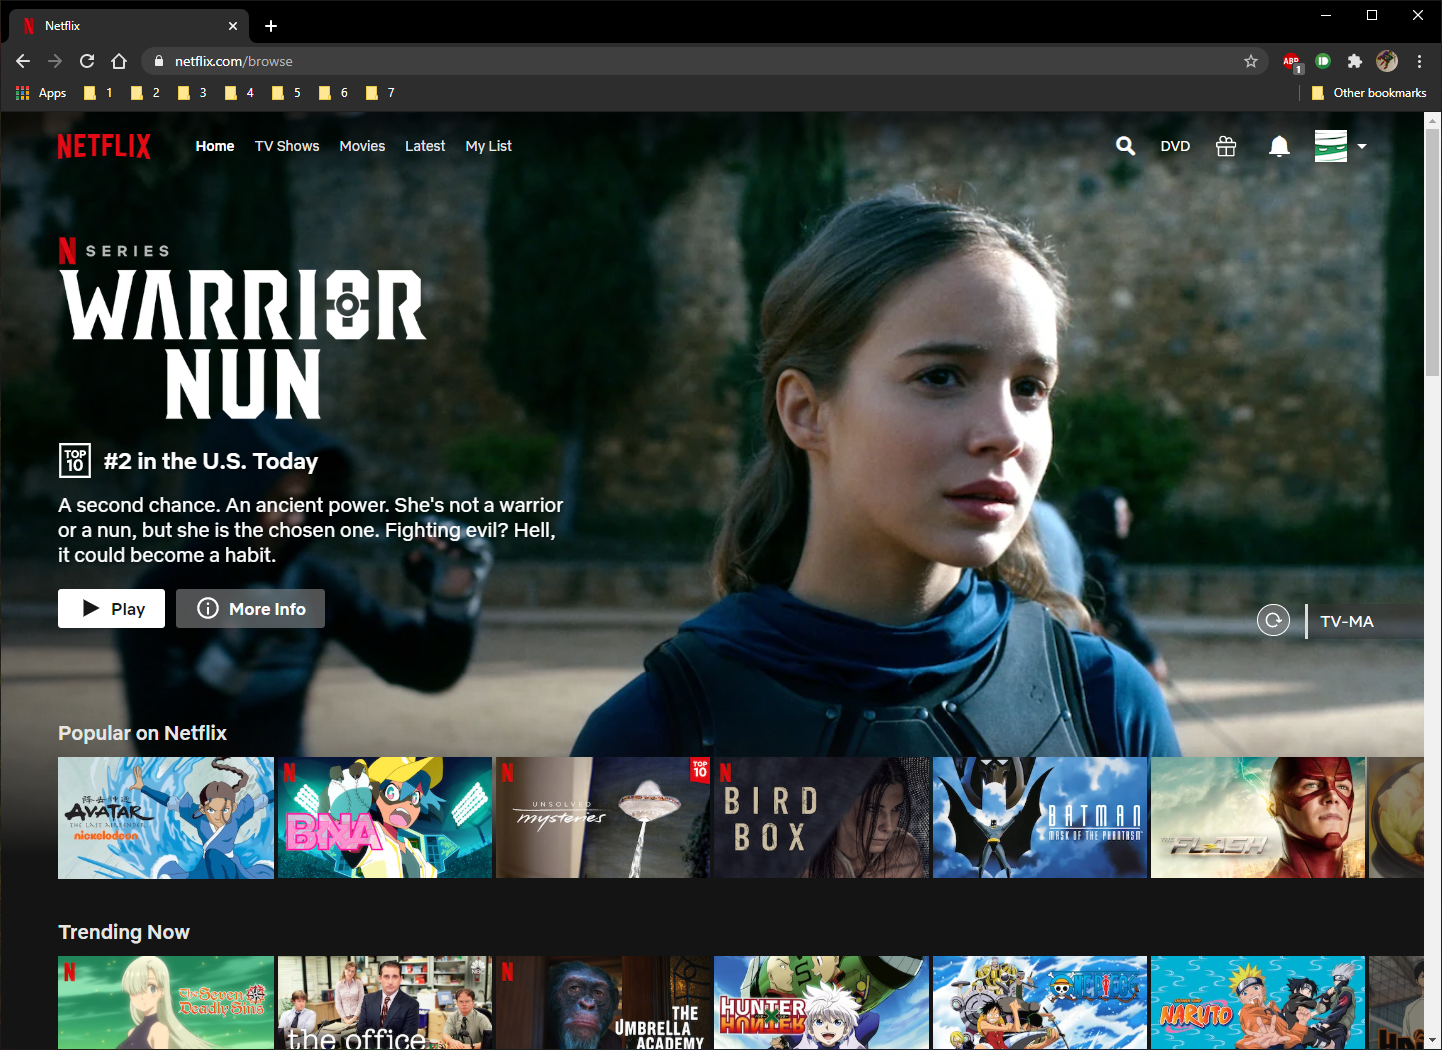 Netflix
netflix.com/browse
ABP
1
Apps
1
2
3
4
5
6
7
Other bookmarks
NETFLIX
Home
TV Shows
Movies
Latest
My List
DVD
N SERIES
WARRIOR
NUN
TOP
10
#2 in the U.S. Today
A second chance. An ancient power. She's not a warrior
or a nun, but she is the chosen one. Fighting evil? Hell,
it could become a habit.
Play
More Info
TV-MA
Popular on Netflix
AVATAR
THE LAST AIRBENDER
nickelodeon
N
BNA
N
UNSOLVED
mysteries
TOP
10
N
BIRD
BOX
BATMAN
MASK OF THE PHANTASM
THE
FLASH
Trending Now
N
The Seven
Deadly Sins
NBC
the office
N
THE
UMBRELLA
ACADEMY
HUNTER
HUNTER
ONE PIECE
NARUTO